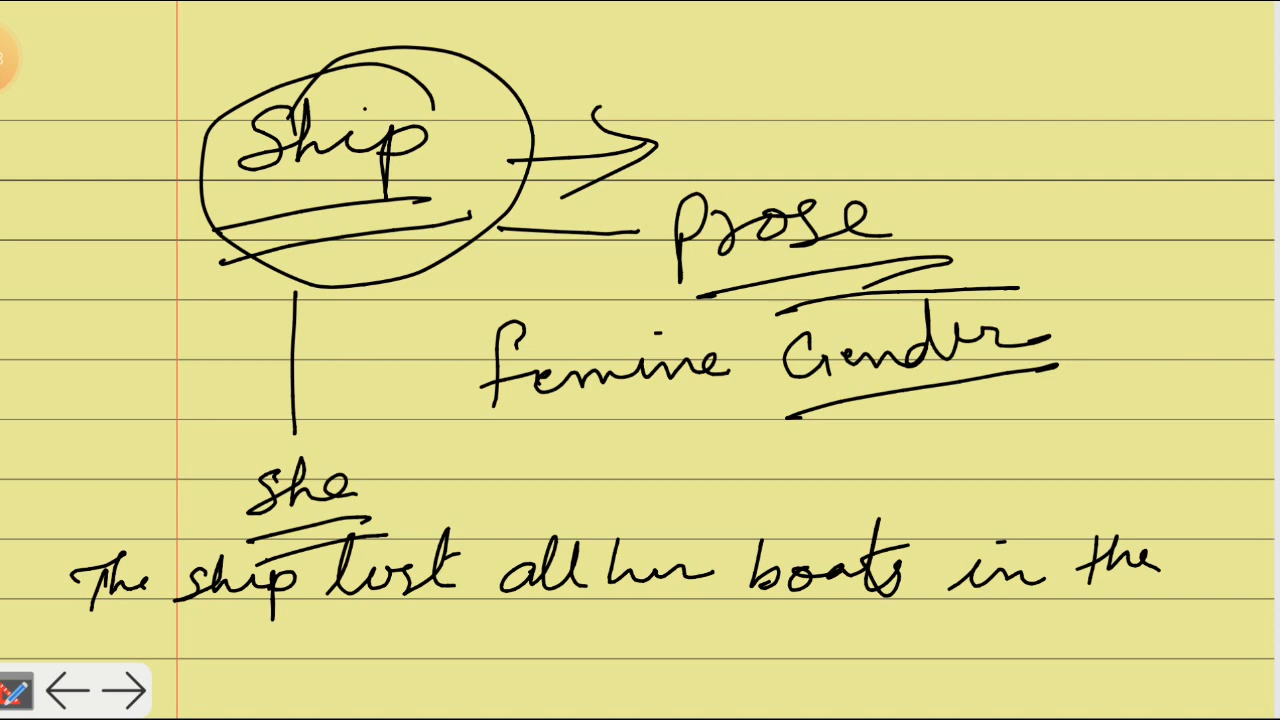 Ship
prose
femine Gender
she
The ship lost all her boats in the